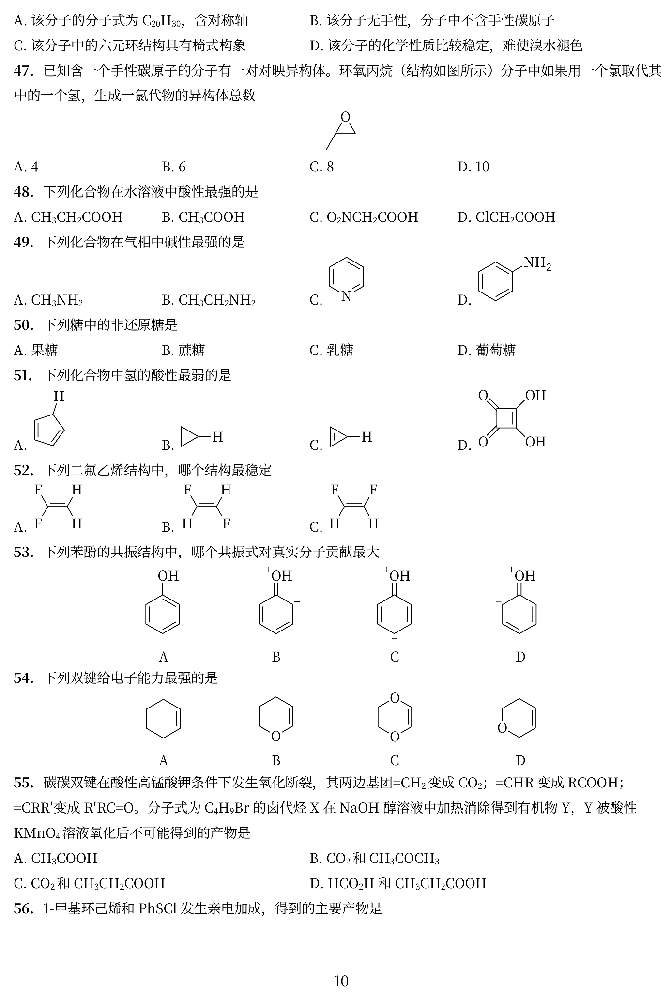 A. 该分子的分子式为 C₂₀H₃₀，含对称轴 B. 该分子无手性，分子中不含手性碳原子
C. 该分子中的六元环结构具有椅式构象 D. 该分子的化学性质比较稳定，难使溴水褪色
47. 已知含一个手性碳原子的分子有一对对映异构体。环氧丙烷（结构如图所示）分子中如果用一个氯取代其
中的一个氢，生成一氯代物的异构体总数
O
A. 4 B. 6 C. 8 D. 10
48. 下列化合物在水溶液中酸性最强的是
A. CH₃CH₂COOH B. CH₃COOH C. O₂NCH₂COOH D. ClCH₂COOH
49. 下列化合物在气相中碱性最强的是
NH₂
A. CH₃NH₂ B. CH₃CH₂NH₂ C. N D.
50. 下列糖中的非还原糖是
A. 果糖 B. 蔗糖 C. 乳糖 D. 葡萄糖
51. 下列化合物中氢的酸性最弱的是
H O OH
H H
A. B. C. D. O OH
52. 下列二氟乙烯结构中，哪个结构最稳定
F H F H F F
A. F H B. H F C. H H
53. 下列苯酚的共振结构中，哪个共振式对真实分子贡献最大
OH +OH +OH +OH
− −
−
A B C D
54. 下列双键给电子能力最强的是
O
O O O
A B C D
55. 碳碳双键在酸性高锰酸钾条件下发生氧化断裂，其两边基团=CH₂变成 CO₂；=CHR 变成 RCOOH；
=CRR′变成 R′RC=O。分子式为 C₄H₉Br 的卤代烃 X 在 NaOH 醇溶液中加热消除得到有机物 Y，Y 被酸性
KMnO₄溶液氧化后不可能得到的产物是
A. CH₃COOH B. CO₂和 CH₃COCH₃
C. CO₂和 CH₃CH₂COOH D. HCO₂H 和 CH₃CH₂COOH
56. 1-甲基环己烯和 PhSCl 发生亲电加成，得到的主要产物是
10